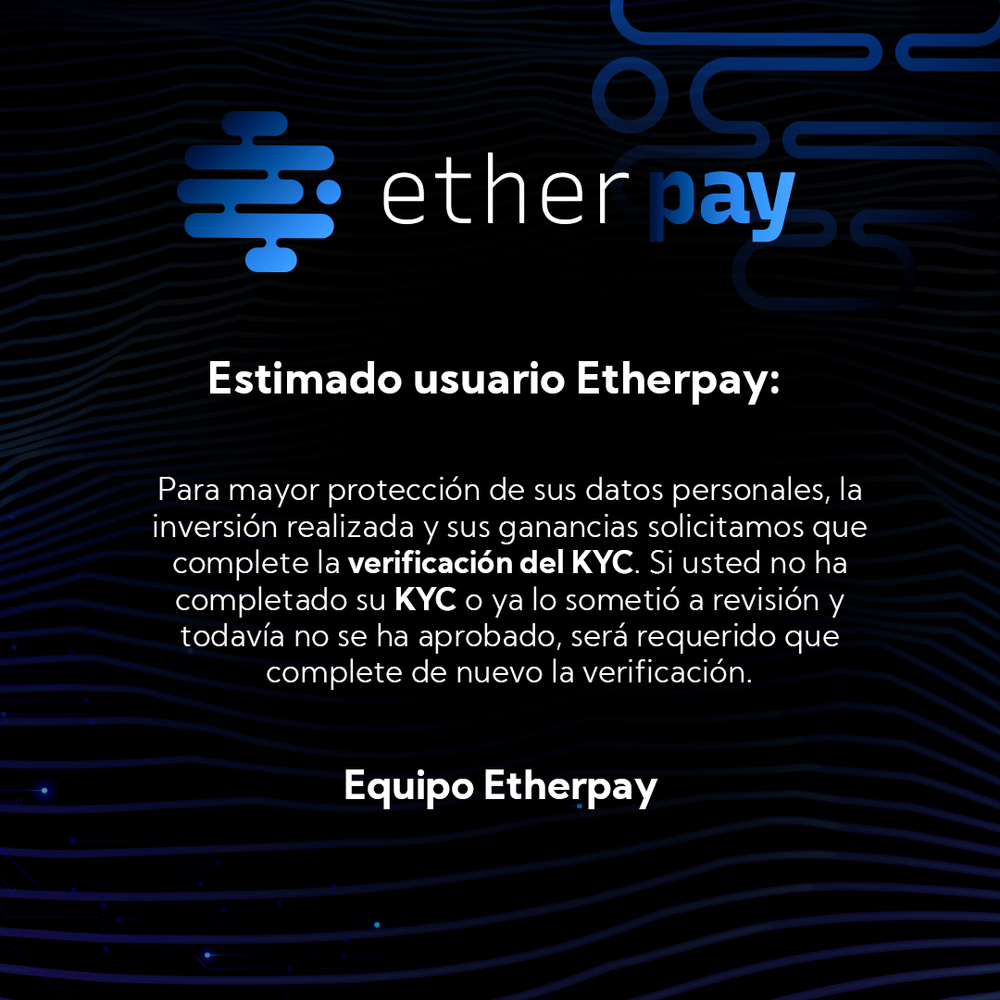 ether pay
Estimado usuario Etherpay:
Para mayor protección de sus datos personales, la
inversión realizada y sus ganancias solicitamos que
complete la verificación del KYC. Si usted no ha
completado su KYC o ya lo sometió a revisión y
todavía no se ha aprobado, será requerido que
complete de nuevo la verificación.
Equipo Etherpay